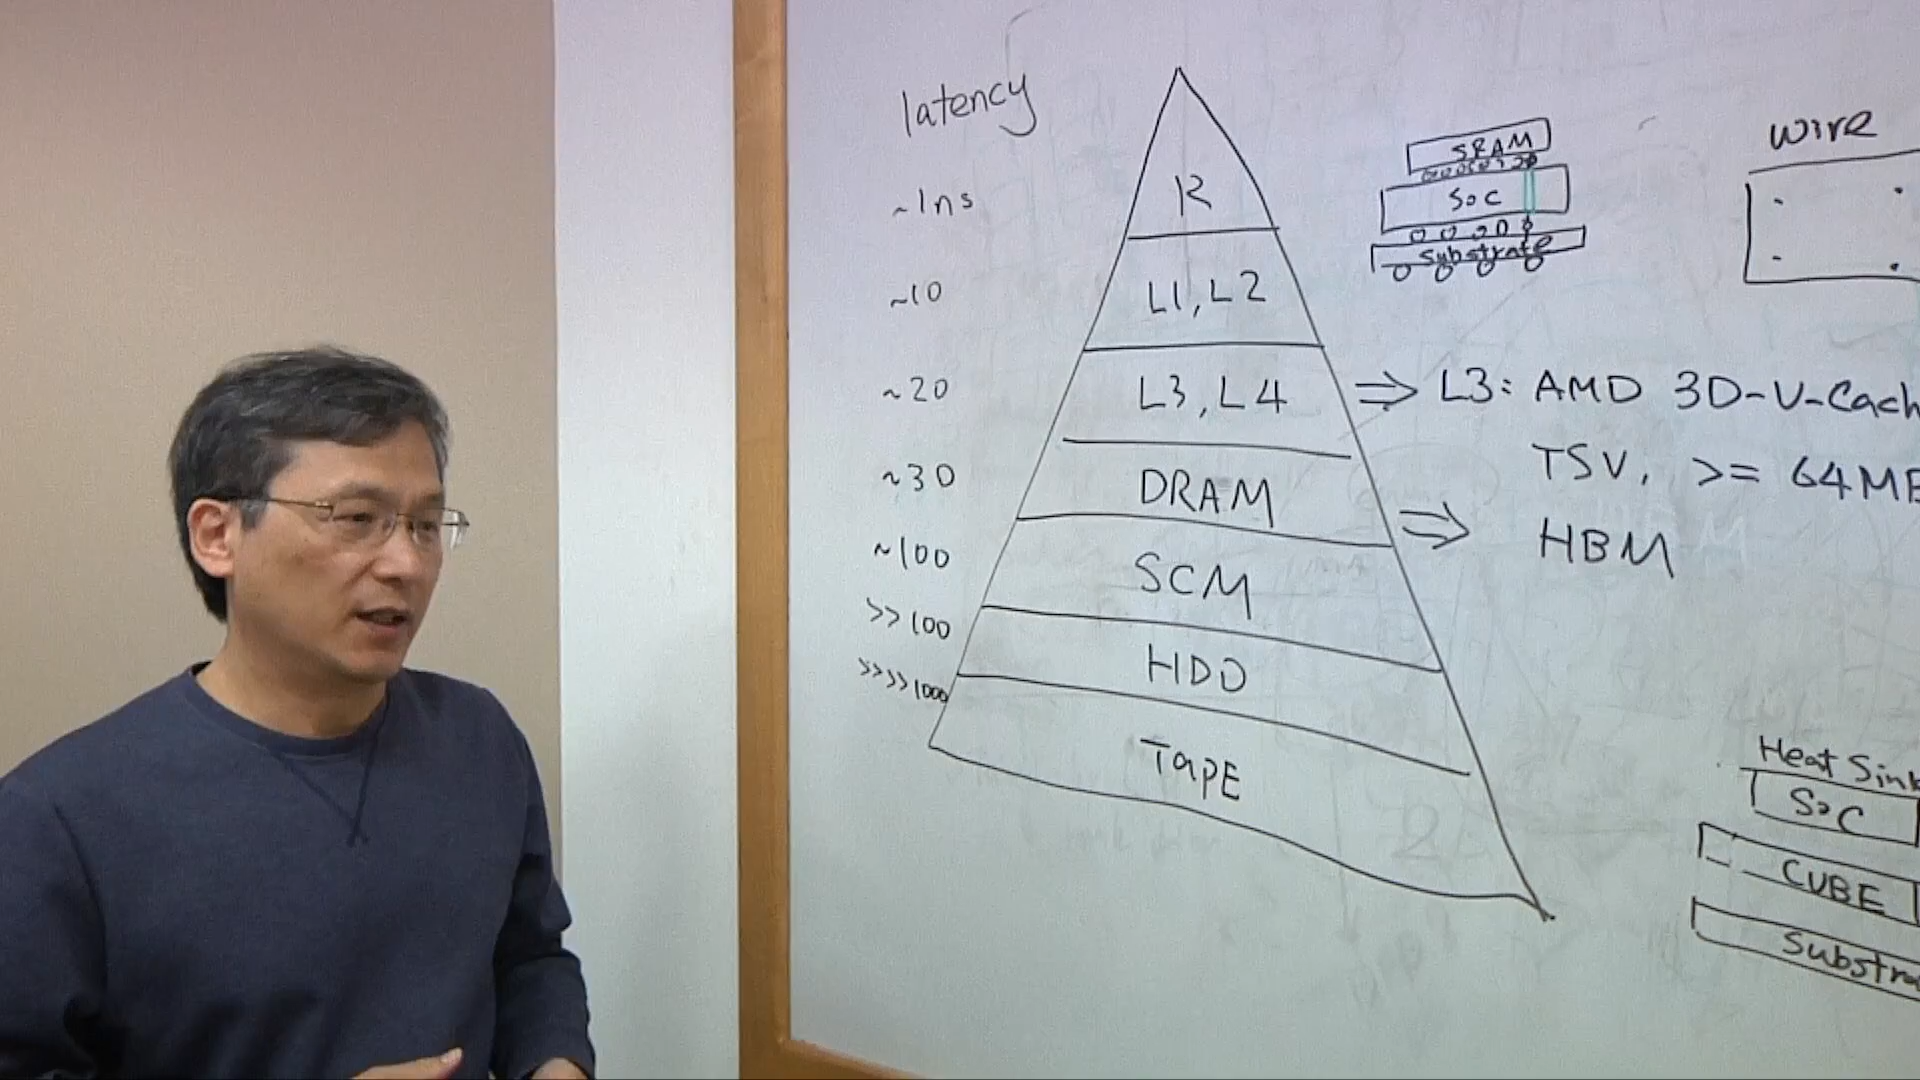 latency
~1ns
~10
~20
~30
~100
>>100
>>>>1000
R
L1, L2
L3, L4
DRAM
SCM
HDD
TAPE
SRAM
SoC
Substrate
wire
⇒ L3: AMD 3D-V-Cach
TSV, >= 64MB
⇒ HBM
Heat Sink
SoC
CUBE
Substra